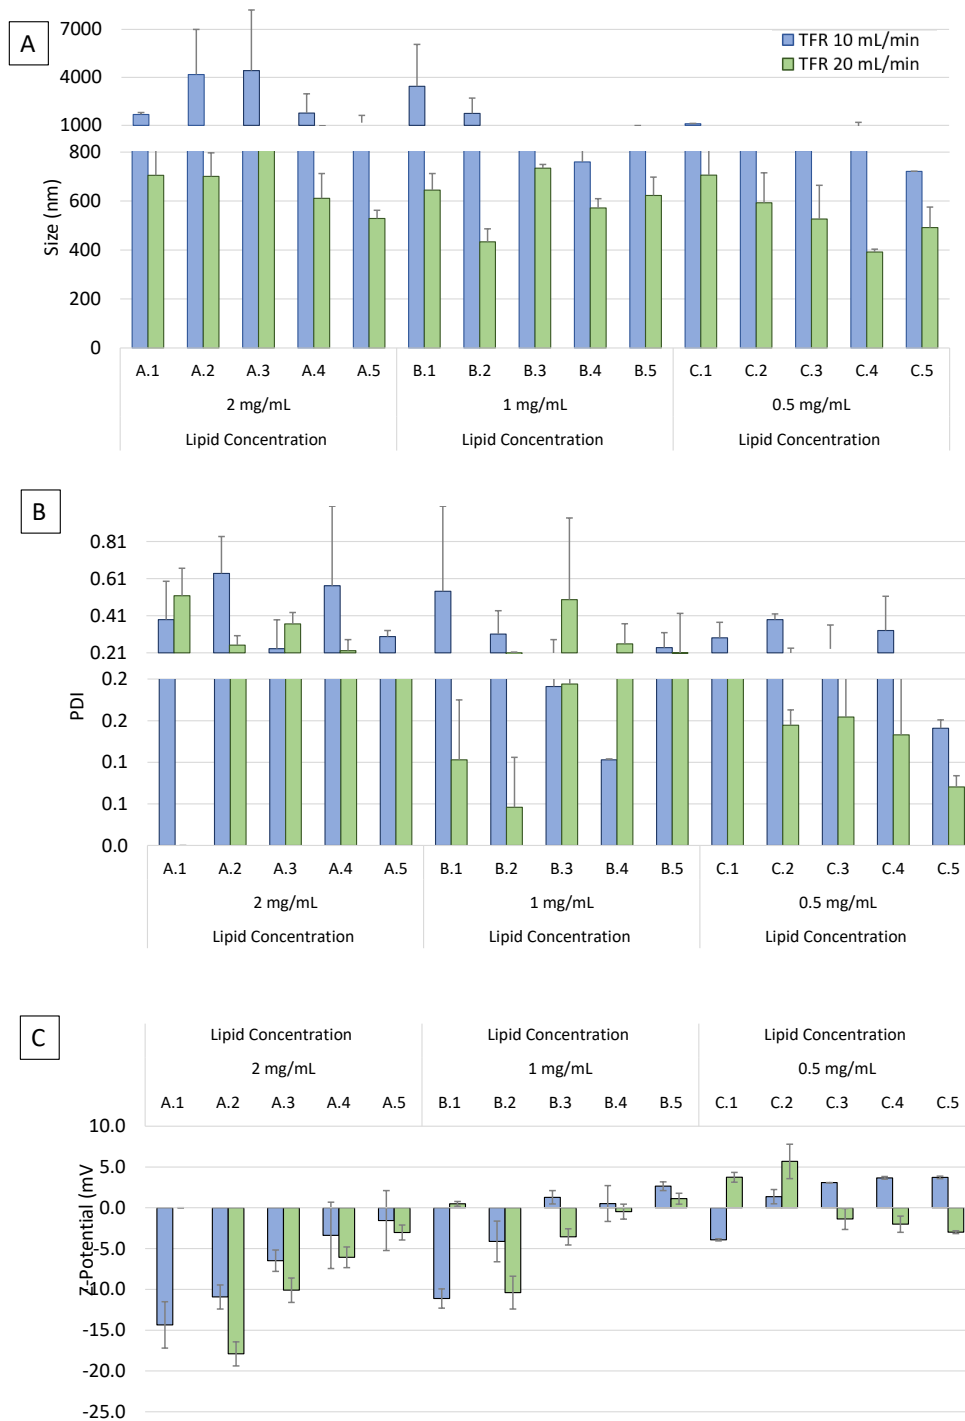 A
7000
TFR 10 mL/min
TFR 20 mL/min
4000
1000
800
600
400
200
0
Size (nm)
A.1 A.2 A.3 A.4 A.5 B.1 B.2 B.3 B.4 B.5 C.1 C.2 C.3 C.4 C.5
2 mg/mL 1 mg/mL 0.5 mg/mL
Lipid Concentration Lipid Concentration Lipid Concentration
B
0.81
0.61
0.41
0.21
0.2
0.2
0.1
0.1
0.0
PDI
A.1 A.2 A.3 A.4 A.5 B.1 B.2 B.3 B.4 B.5 C.1 C.2 C.3 C.4 C.5
2 mg/mL 1 mg/mL 0.5 mg/mL
Lipid Concentration Lipid Concentration Lipid Concentration
C
Lipid Concentration Lipid Concentration Lipid Concentration
2 mg/mL 1 mg/mL 0.5 mg/mL
A.1 A.2 A.3 A.4 A.5 B.1 B.2 B.3 B.4 B.5 C.1 C.2 C.3 C.4 C.5
10.0
5.0
0.0
-5.0
-10.0
-15.0
-20.0
-25.0
Z-Potential (mV)